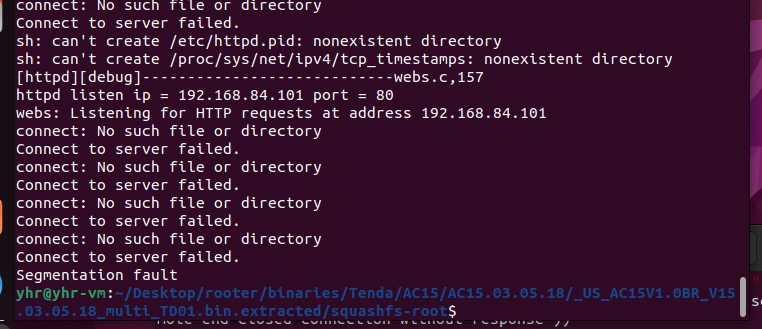 connect: No such file or directory
Connect to server failed.
sh: can't create /etc/httpd.pid: nonexistent directory
sh: can't create /proc/sys/net/ipv4/tcp_timestamps: nonexistent directory
[httpd][debug]----------------------------webs.c,157
httpd listen ip = 192.168.84.101 port = 80
webs: Listening for HTTP requests at address 192.168.84.101
connect: No such file or directory
Connect to server failed.
connect: No such file or directory
Connect to server failed.
connect: No such file or directory
Connect to server failed.
connect: No such file or directory
Connect to server failed.
Segmentation fault
yhr@yhr-vm:~/Desktop/rooter/binaries/Tenda/AC15/AC15.03.05.18/_US_AC15V1.0BR_V15
.03.05.18_multi_TD01.bin.extracted/squashfs-root$
end closed connection without response